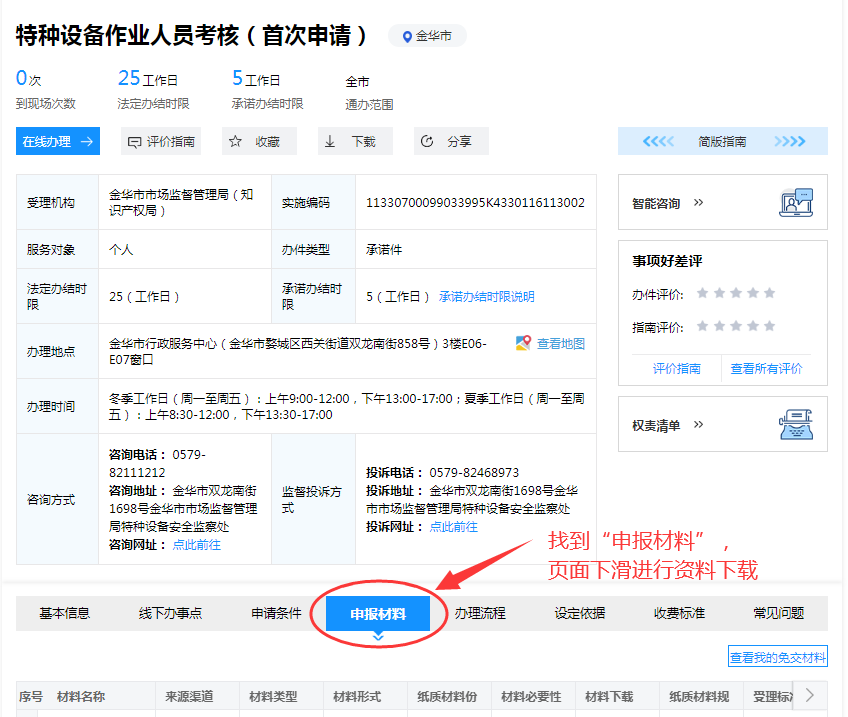 特种设备作业人员考核（首次申请）
金华市
0次
25工作日
5工作日
全市
到现场次数
法定办结时限
承诺办结时限
通办范围
在线办理
评价指南
收藏
下载
分享
简版指南
受理机构
金华市市场监督管理局（知
识产权局）
实施编码
11330700099033995K4330116113002
服务对象
个人
办件类型
承诺件
法定办结时
限
25（工作日）
承诺办结时
限
5（工作日） 承诺办结时限说明
办理地点
金华市行政服务中心（金华市婺城区西关街道双龙南街858号）3楼E06-
E07窗口
查看地图
办理时间
冬季工作日（周一至周五）：上午9:00-12:00，下午13:00-17:00；夏季工作日（周一至周
五）：上午8:30-12:00，下午13:30-17:00
咨询方式
咨询电话： 0579-
82111212
咨询地址： 金华市双龙南街
1698号金华市市场监督管理
局特种设备安全监察处
咨询网址： 点此前往
监督投诉方
式
投诉电话： 0579-82468973
投诉地址： 金华市双龙南街1698号金华
市市场监督管理局特种设备安全监察处
投诉网址： 点此前往
智能咨询
事项好差评
办件评价:
指南评价:
评价指南
查看所有评价
权责清单
找到“申报材料”，
页面下滑进行资料下载
基本信息
线下办事点
申请条件
申报材料
办理流程
设定依据
收费标准
常见问题
查看我的免交材料
序号
材料名称
来源渠道
材料类型
材料形式
纸质材料份
材料必要性
材料下载
纸质材料规
受理标